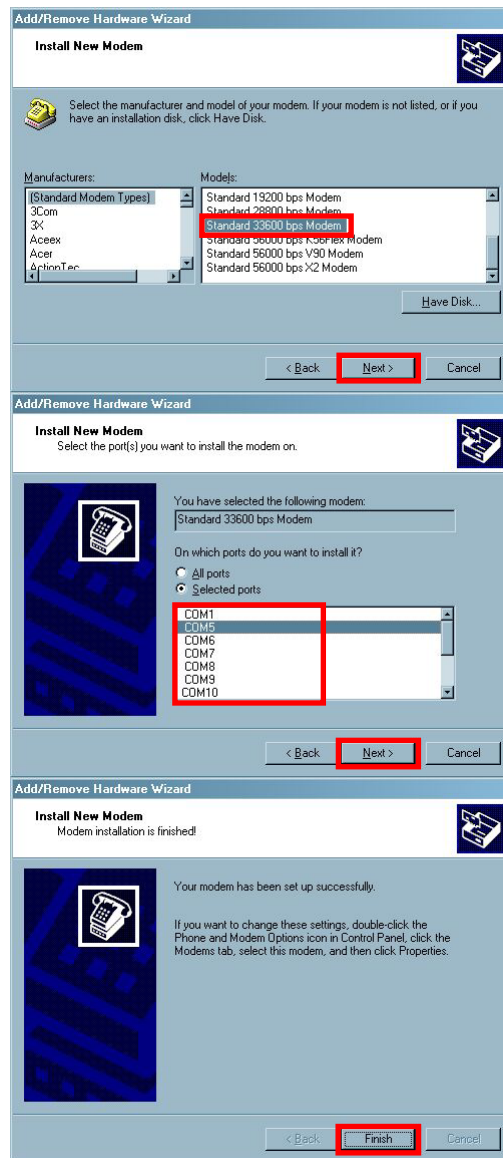 Add/Remove Hardware Wizard
Install New Modem
Select the manufacturer and model of your modem. If your modem is not listed, or if you
have an installation disk, click Have Disk.
Manufacturers:
Models:
(Standard Modem Types)
3Com
3X
Aceex
Acer
ActionTec
Standard 19200 bps Modem
Standard 28800 bps Modem
Standard 33600 bps Modem
Standard 56000 bps K56Flex Modem
Standard 56000 bps V90 Modem
Standard 56000 bps X2 Modem
Have Disk...
< Back
Next >
Cancel
Add/Remove Hardware Wizard
Install New Modem
Select the port(s) you want to install the modem on.
You have selected the following modem:
Standard 33600 bps Modem
On which ports do you want to install it?
All ports
Selected ports
COM1
COM5
COM6
COM7
COM8
COM9
COM10
< Back
Next >
Cancel
Add/Remove Hardware Wizard
Install New Modem
Modem installation is finished!
Your modem has been set up successfully.
If you want to change these settings, double-click the
Phone and Modem Options icon in Control Panel, click the
Modems tab, select this modem, and then click Properties.
< Back
Finish
Cancel